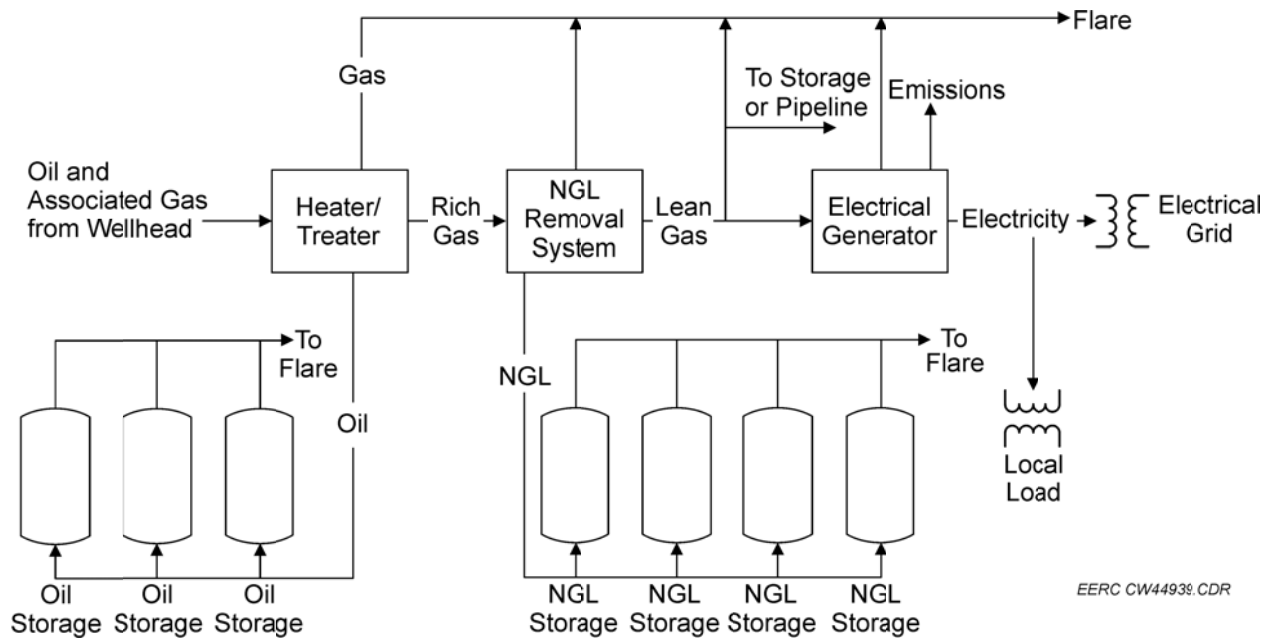 Flare
Gas
To Storage
or Pipeline
Emissions
Oil and
Associated Gas
from Wellhead
Heater/
Treater
Rich
Gas
NGL
Removal
System
Lean
Gas
Electrical
Generator
Electricity
Electrical
Grid
To
Flare
Oil
NGL
To
Flare
Local
Load
Oil
Storage
Oil
Storage
Oil
Storage
NGL
Storage
NGL
Storage
NGL
Storage
NGL
Storage
EERC CW44939.CDR